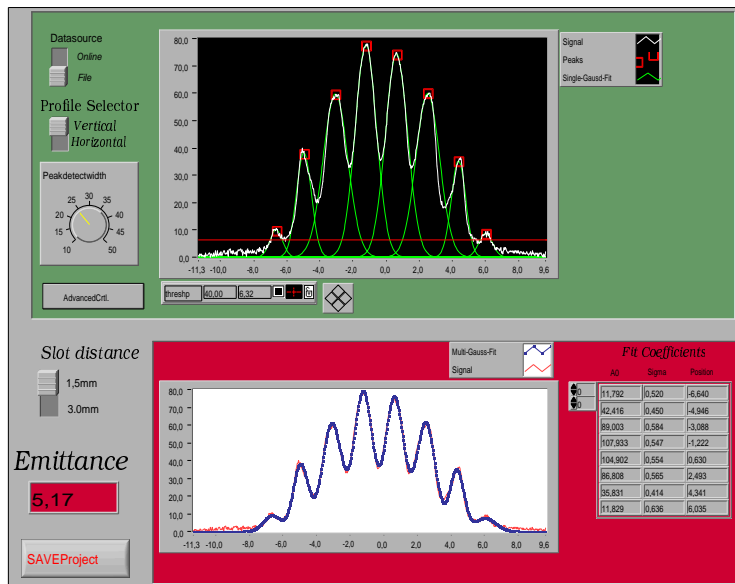 Datasource
Online
File
Profile Selector
Vertical
Horizontal
Peakdetectwidth
10
15
20
25
30
35
40
45
50
AdvancedCrtl.
80,0
70,0
60,0
50,0
40,0
30,0
20,0
10,0
0,0
-11,3 -10,0 -8,0 -6,0 -4,0 -2,0 0,0 2,0 4,0 6,0 8,0 9,6
Signal
Peaks
Single-Gausd-Fit
threshp 40,00 6,32
Slot distance
1,5mm
3.0mm
Emittance
5,17
SAVEProject
Multi-Gauss-Fit
Signal
80,0
70,0
60,0
50,0
40,0
30,0
20,0
10,0
0,0
-11,3 -10,0 -8,0 -6,0 -4,0 -2,0 0,0 2,0 4,0 6,0 8,0 9,6
Fit Coefficients
A0 Sigma Position
0
0
11,792 0,520 -6,640
42,416 0,450 -4,946
89,003 0,584 -3,088
107,933 0,547 -1,222
104,902 0,554 0,630
86,808 0,565 2,493
35,831 0,414 4,341
11,829 0,636 6,035